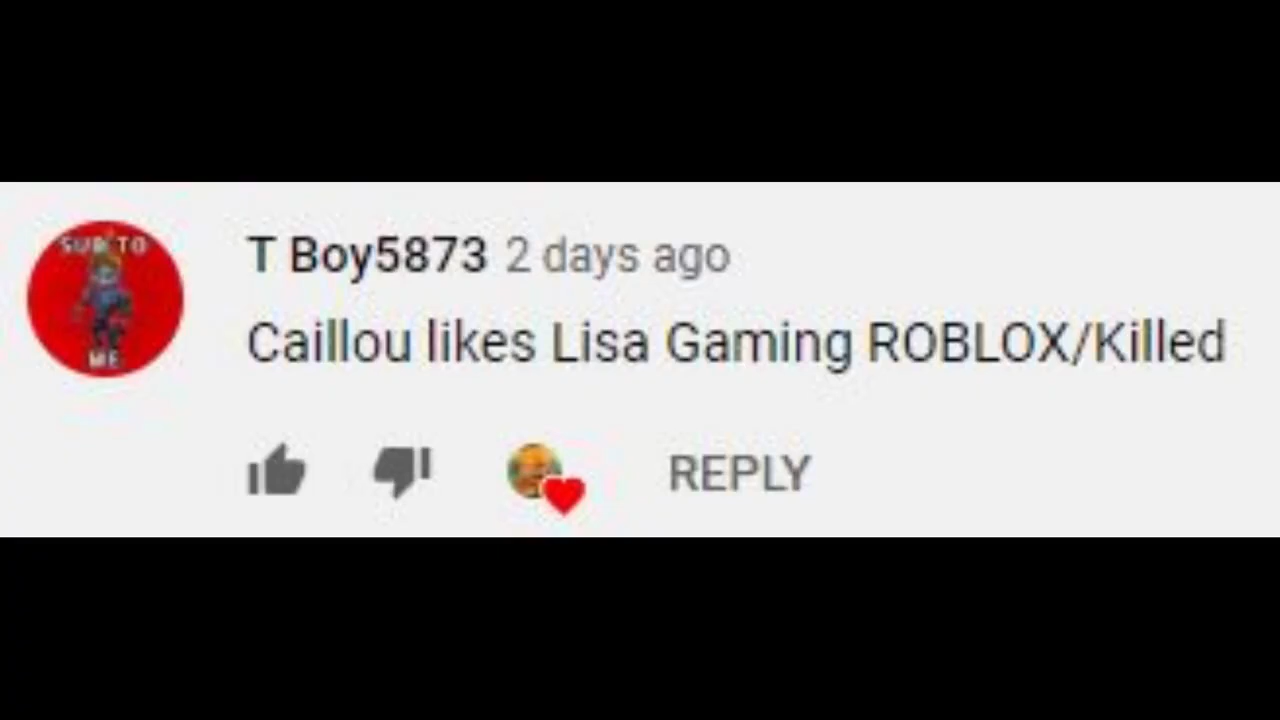 SUB TO
ME
T Boy5873 2 days ago
Caillou likes Lisa Gaming ROBLOX/Killed
REPLY